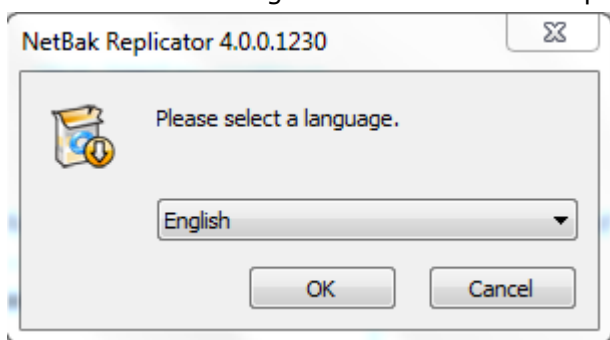 NetBak Replicator 4.0.0.1230
Please select a language.
English
OK Cancel